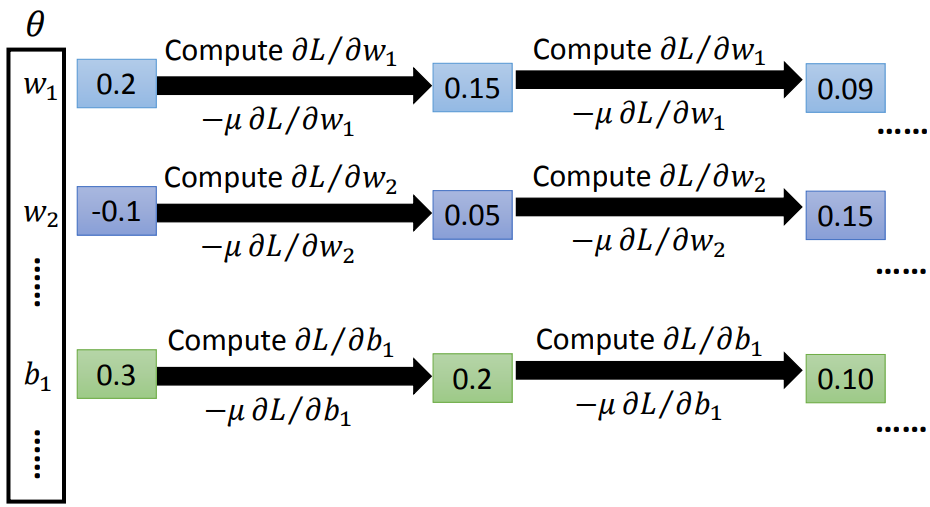 θ
Compute ∂L/∂w₁ Compute ∂L/∂w₁
w₁ 0.2 0.15 0.09
−μ ∂L/∂w₁ −μ ∂L/∂w₁
……
Compute ∂L/∂w₂ Compute ∂L/∂w₂
w₂ -0.1 0.05 0.15
−μ ∂L/∂w₂ −μ ∂L/∂w₂
…… ……
Compute ∂L/∂b₁ Compute ∂L/∂b₁
b₁ 0.3 0.2 0.10
−μ ∂L/∂b₁ −μ ∂L/∂b₁
…… ……